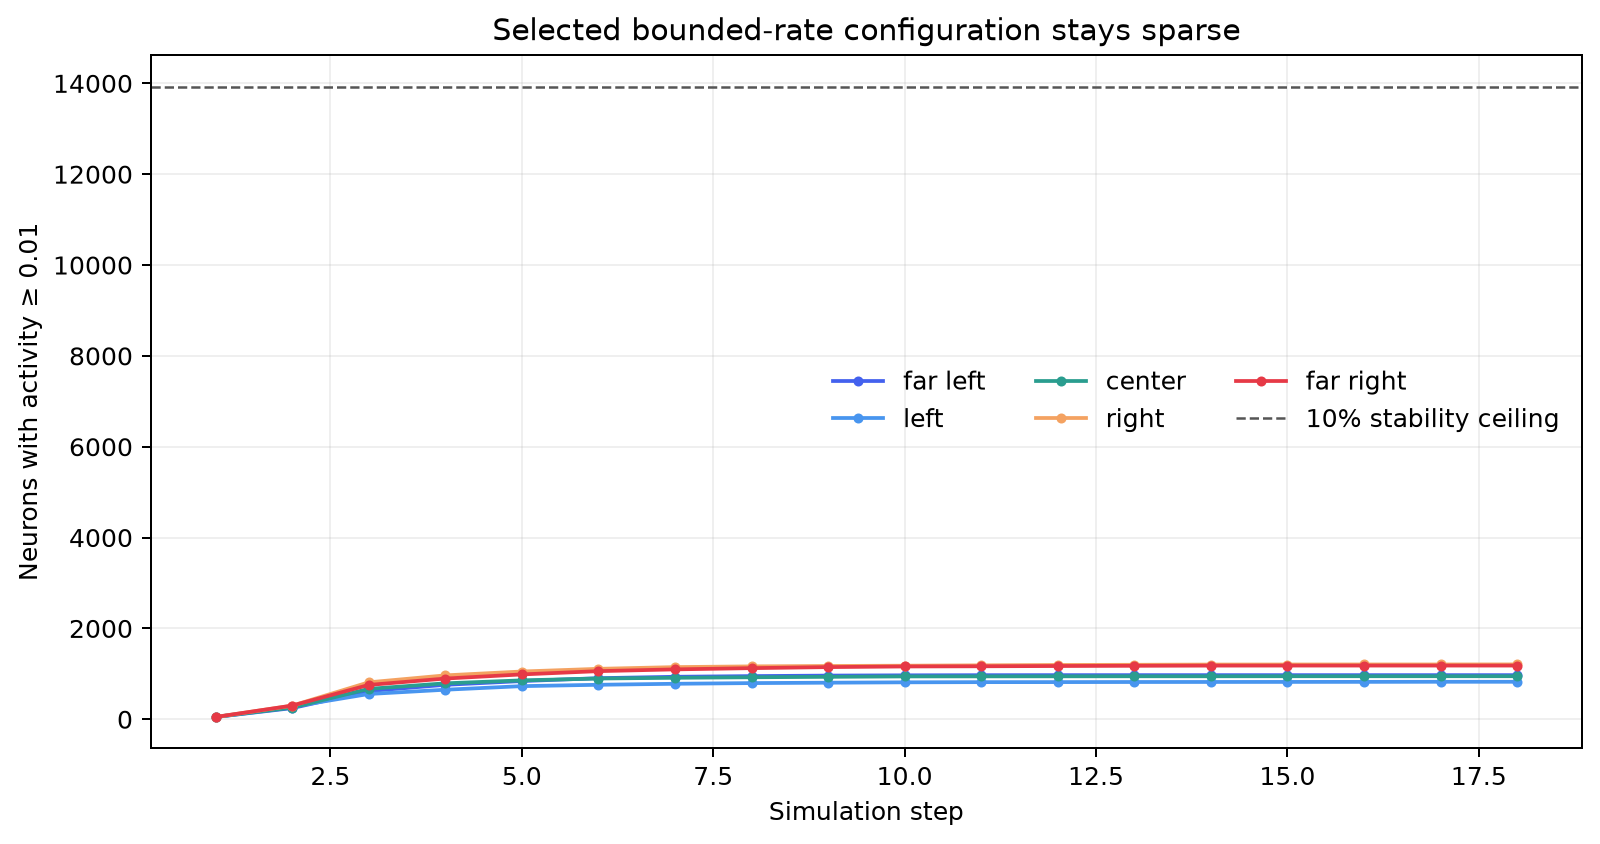 Selected bounded-rate configuration stays sparse
Neurons with activity ≥ 0.01
14000
12000
10000
8000
6000
4000
2000
0
far left
center
far right
left
right
10% stability ceiling
2.5
5.0
7.5
10.0
12.5
15.0
17.5
Simulation step